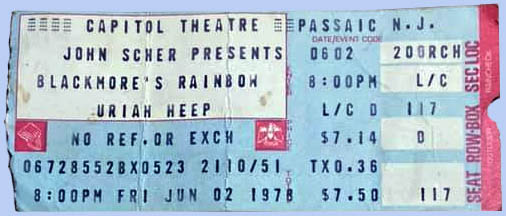 CAPITOL THEATRE
JOHN SCHER PRESENTS
BLACKMORE'S RAINBOW
URIAH HEEP
NO REF. OR EXCH
06728552BX0523 2110/51
8:00PM FRI JUN 02 1978
PASSAIC N.J.
DATE/EVENT CODE
0602
8:00PM
L/C D 117
$7.14
TX0.36
$7.50
200RCH
L/C
D
117
SEAT ROW/BOX SEC LOC
RAINCHECK